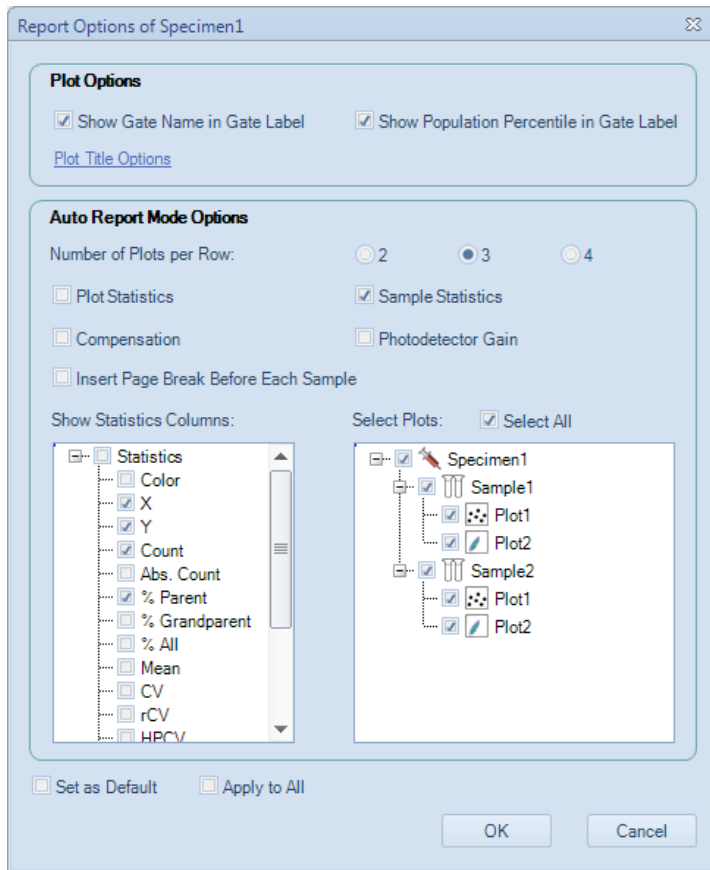 Report Options of Specimen1
Plot Options
Show Gate Name in Gate Label
Show Population Percentile in Gate Label
Plot Title Options
Auto Report Mode Options
Number of Plots per Row:
2
3
4
Plot Statistics
Sample Statistics
Compensation
Photodetector Gain
Insert Page Break Before Each Sample
Show Statistics Columns:
Statistics
Color
X
Y
Count
Abs. Count
% Parent
% Grandparent
% All
Mean
CV
rCV
HPCV
Select Plots:
Select All
Specimen1
Sample1
Plot1
Plot2
Sample2
Plot1
Plot2
Set as Default
Apply to All
OK
Cancel